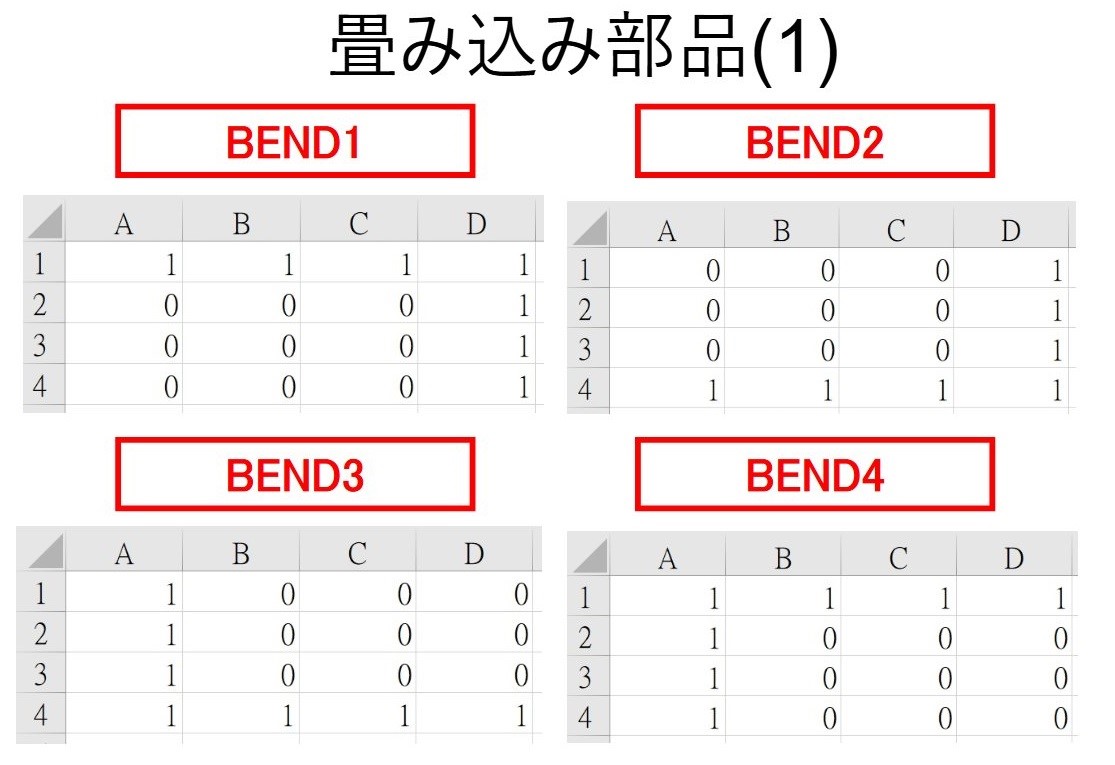 畳み込み部品(1)
BEND1
A B C D
1 1 1 1 1
2 0 0 0 1
3 0 0 0 1
4 0 0 0 1
BEND2
A B C D
1 0 0 0 1
2 0 0 0 1
3 0 0 0 1
4 1 1 1 1
BEND3
A B C D
1 1 0 0 0
2 1 0 0 0
3 1 0 0 0
4 1 1 1 1
BEND4
A B C D
1 1 1 1 1
2 1 0 0 0
3 1 0 0 0
4 1 0 0 0